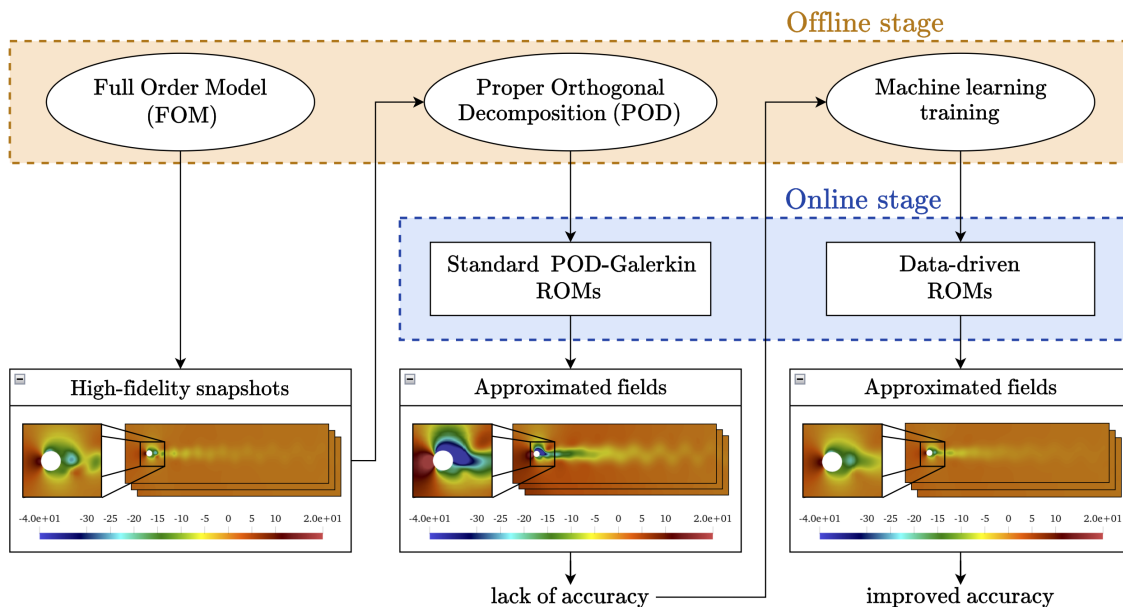 Offline stage
Full Order Model
(FOM)
Proper Orthogonal
Decomposition (POD)
Machine learning
training
Online stage
Standard POD-Galerkin
ROMs
Data-driven
ROMs
High-fidelity snapshots
-4.0e+01 -30 -25 -20 -15 -10 -5 0 5 10 2.0e+01
Approximated fields
-4.0e+01 -30 -25 -20 -15 -10 -5 0 5 10 2.0e+01
lack of accuracy
Approximated fields
-4.0e+01 -30 -25 -20 -15 -10 -5 0 5 10 2.0e+01
improved accuracy